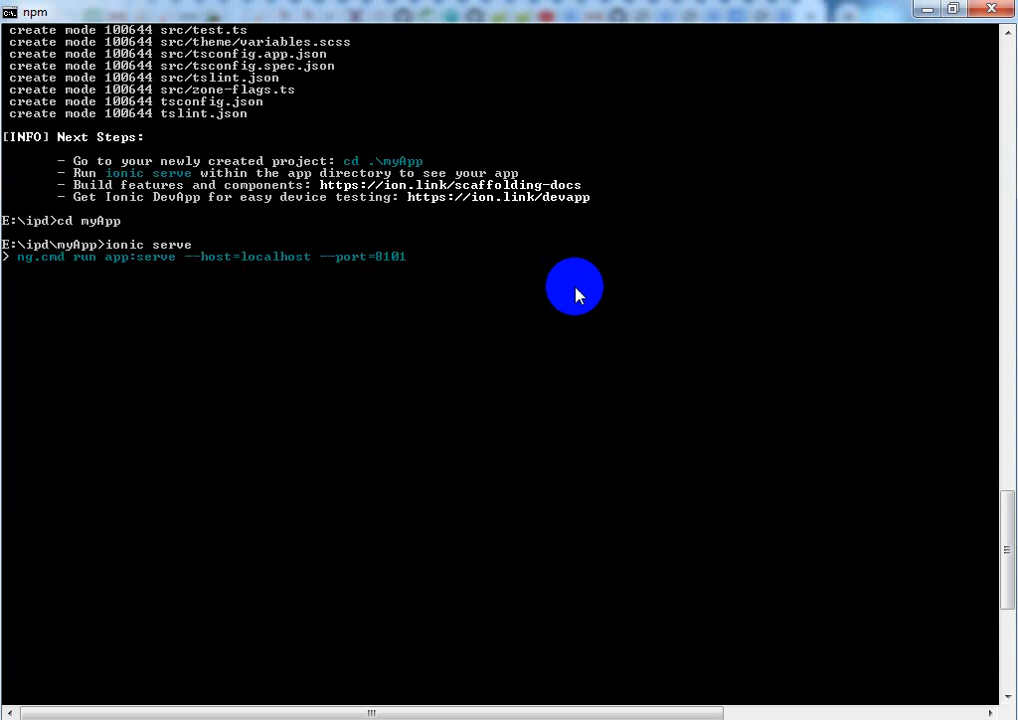 npm
create mode 100644 src/test.ts
create mode 100644 src/theme/variables.scss
create mode 100644 src/tsconfig.app.json
create mode 100644 src/tsconfig.spec.json
create mode 100644 src/tslint.json
create mode 100644 src/zone-flags.ts
create mode 100644 tsconfig.json
create mode 100644 tslint.json
[INFO] Next Steps:
- Go to your newly created project: cd .\myApp
- Run ionic serve within the app directory to see your app
- Build features and components: https://ion.link/scaffolding-docs
- Get Ionic DevApp for easy device testing: https://ion.link/devapp
E:\ipd>cd myApp
E:\ipd\myApp>ionic serve
> ng.cmd run app:serve --host=localhost --port=8101